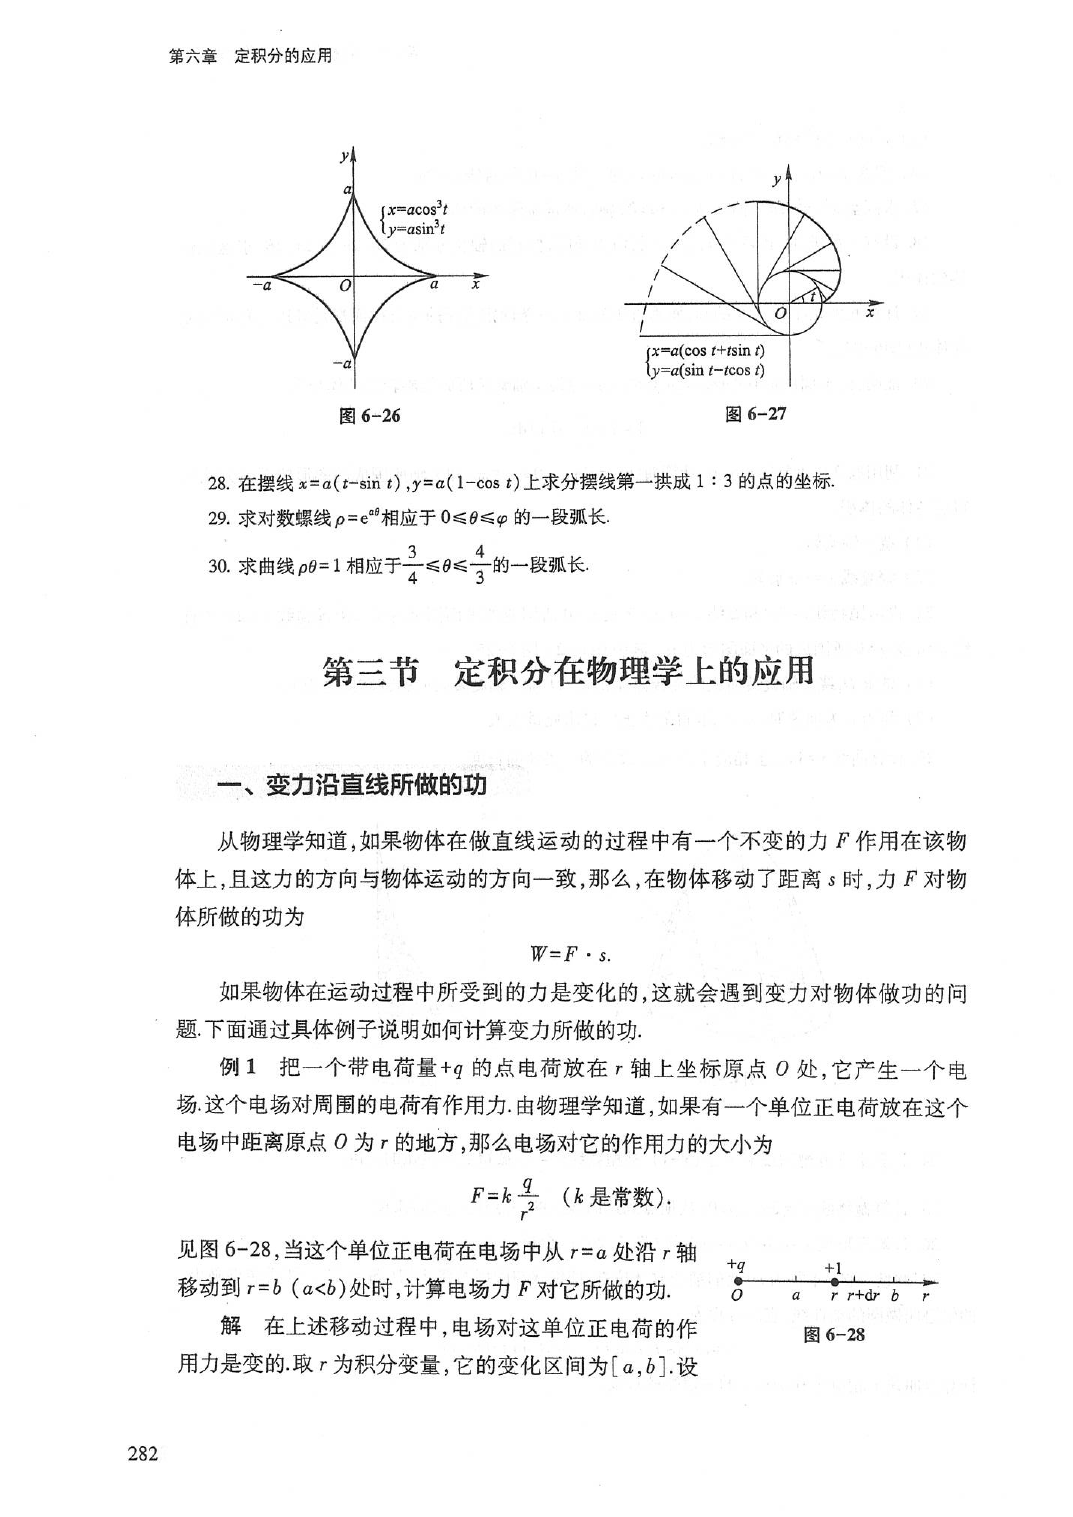 第六章 定积分的应用
y
a
{x=acos³t
y=asin³t
-a
O
a
x
-a
图 6-26
y
t
O
x
{x=a(cos t+tsin t)
y=a(sin t-tcos t)
图 6-27
28. 在摆线 x=a(t-sin t),y=a(1-cos t)上求分摆线第一拱成 1:3 的点的坐标.
29. 求对数螺线 ρ=e^{aθ}相应于 0≤θ≤φ 的一段弧长.
30. 求曲线 ρθ=1 相应于 3/4≤θ≤4/3 的一段弧长.
第三节 定积分在物理学上的应用
一、变力沿直线所做的功
从物理学知道,如果物体在做直线运动的过程中有一个不变的力 F 作用在该物
体上,且这力的方向与物体运动的方向一致,那么,在物体移动了距离 s 时,力 F 对物
体所做的功为
W=F·s.
如果物体在运动过程中所受到的力是变化的,这就会遇到变力对物体做功的问
题.下面通过具体例子说明如何计算变力所做的功.
例 1 把一个带电荷量+q 的点电荷放在 r 轴上坐标原点 O 处,它产生一个电
场.这个电场对周围的电荷有作用力.由物理学知道,如果有一个单位正电荷放在这个
电场中距离原点 O 为 r 的地方,那么电场对它的作用力的大小为
F=k q/r² (k 是常数).
见图 6-28,当这个单位正电荷在电场中从 r=a 处沿 r 轴
移动到 r=b (a<b)处时,计算电场力 F 对它所做的功.
解 在上述移动过程中,电场对这单位正电荷的作
用力是变的.取 r 为积分变量,它的变化区间为[a,b].设
+q +1
O a r r+dr b r
图 6-28
282